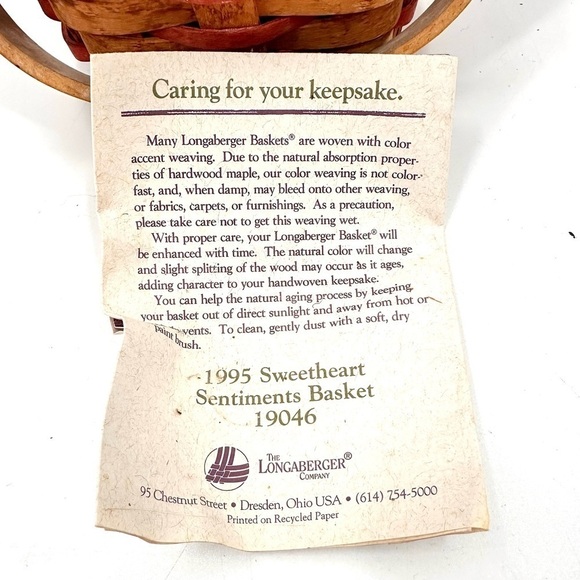 Caring for your keepsake.
Many Longaberger Baskets® are woven with color
accent weaving. Due to the natural absorption proper-
ties of hardwood maple, our color weaving is not color-
fast, and, when damp, may bleed onto other weaving,
or fabrics, carpets, or furnishings. As a precaution,
please take care not to get this weaving wet.
With proper care, your Longaberger Basket® will
be enhanced with time. The natural color will change
and slight splitting of the wood may occur as it ages,
adding character to your handwoven keepsake.
You can help the natural aging process by keeping
your basket out of direct sunlight and away from hot or
vents. To clean, gently dust with a soft, dry
paint brush.
1995 Sweetheart
Sentiments Basket
19046
THE
LONGABERGER®
COMPANY
95 Chestnut Street • Dresden, Ohio USA • (614) 754-5000
Printed on Recycled Paper